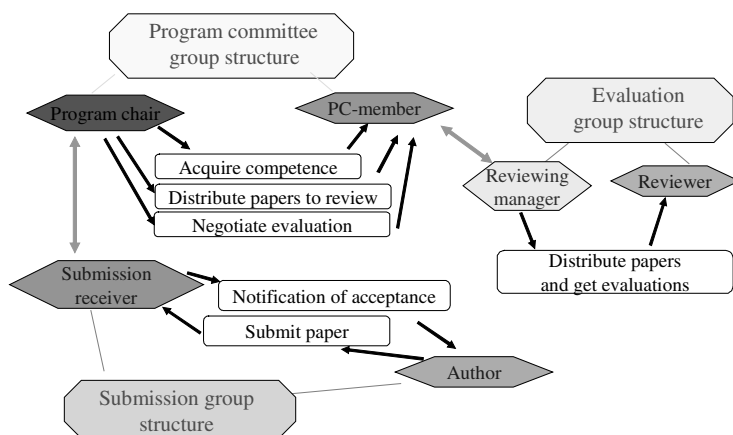 Program committee
group structure
Program chair
PC-member
Evaluation
group structure
Acquire competence
Distribute papers to review
Negotiate evaluation
Reviewing
manager
Reviewer
Distribute papers
and get evaluations
Submission
receiver
Notification of acceptance
Submit paper
Author
Submission group
structure